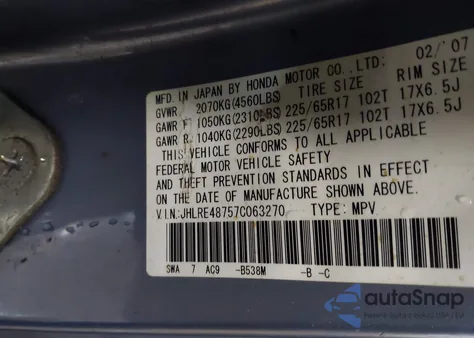 MFD. IN JAPAN BY HONDA MOTOR CO., LTD. 02/'07
GVWR 2070KG(4560LBS) TIRE SIZE RIM SIZE
GAWR F 1050KG(2310LBS) 225/65R17 102T 17X6.5J
GAWR R 1040KG(2290LBS) 225/65R17 102T 17X6.5J
THIS VEHICLE CONFORMS TO ALL APPLICABLE
FEDERAL MOTOR VEHICLE SAFETY
AND THEFT PREVENTION STANDARDS IN EFFECT
ON THE DATE OF MANUFACTURE SHOWN ABOVE.
V.I.N.: JHLRE48757C063270 TYPE: MPV
SWA 7 AC9 -B538M -B -C
autoSnap